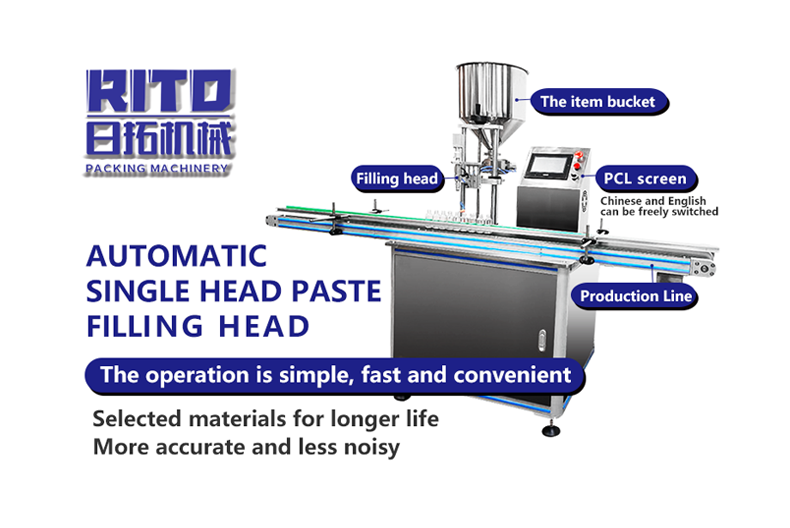 RITO
日拓机械
PACKING MACHINERY
The item bucket
Filling head
PCL screen
Chinese and English
can be freely switched
AUTOMATIC
SINGLE HEAD PASTE
FILLING HEAD
Production Line
The operation is simple, fast and convenient
Selected materials for longer life
More accurate and less noisy